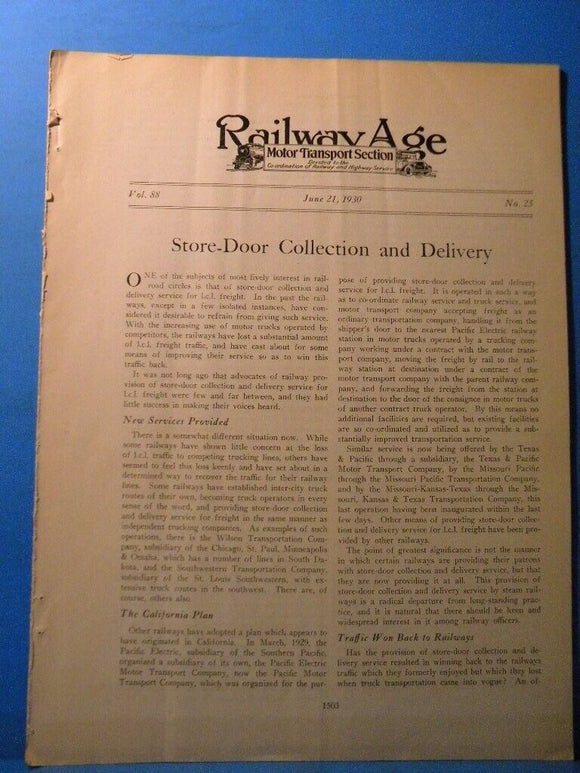 Railway Age
Motor Transport Section
Devoted to the
Co-ordination of Railway and Highway Service
Vol. 88
June 21, 1930
No. 25
Store-Door Collection and Delivery
ONE of the subjects of most lively interest in rail-
road circles is that of store-door collection and
delivery service for l.c.l. freight. In the past the rail-
ways, except in a few isolated instances, have con-
sidered it desirable to refrain from giving such service.
With the increasing use of motor trucks operated by
competitors, the railways have lost a substantial amount
of l.c.l. freight traffic, and have cast about for some
means of improving their service so as to win this
traffic back.
It was not long ago that advocates of railway pro-
vision of store-door collection and delivery service for
l.c.l. freight were few and far between, and they had
little success in making their voices heard.
New Services Provided
There is a somewhat different situation now. While
some railways have shown little concern at the loss
of l.c.l. traffic to competing trucking lines, others have
seemed to feel this loss keenly and have set about in a
determined way to recover the traffic for their railway
lines. Some railways have established inter-city truck
routes of their own, becoming truck operators in every
sense of the word, and providing store-door collection
and delivery service for freight in the same manner as
independent trucking companies. As examples of such
operations, there is the Wilson Transportation Com-
pany, subsidiary of the Chicago, St. Paul, Minneapolis
& Omaha, which has a number of lines in South Da-
kota, and the Southwestern Transportation Company,
subsidiary of the St. Louis Southwestern, with ex-
tensive truck routes in the southwest. There are, of
course, others also.
The California Plan
Other railways have adopted a plan which appears to
have originated in California. In March, 1929, the
Pacific Electric, subsidiary of the Southern Pacific,
organized a subsidiary of its own, the Pacific Electric
Motor Transport Company, now the Pacific Motor
Transport Company, which was organized for the pur-
pose of providing store-door collection and delivery
service for l.c.l. freight. It is operated in such a way
as to co-ordinate railway service and truck service, and
motor transport company accepting freight as an
ordinary transportation company, handling it from the
shipper's door to the nearest Pacific Electric railway
station in motor trucks operated by a trucking com-
pany working under a contract with the motor trans-
port company, moving the freight by rail to the rail-
way station at destination under a contract of the
motor transport company with the parent railway com-
pany, and forwarding the freight from the station at
destination to the door of the consignee in motor trucks
of another contract truck operator. By this means no
additional facilities are required, but existing facilities
are so co-ordinated and utilized as to provide a sub-
stantially improved transportation service.
Similar service is now being offered by the Texas
& Pacific through a subsidiary, the Texas & Pacific
Motor Transport Company, by the Missouri Pacific
through the Missouri Pacific Transportation Company,
and by the Missouri-Kansas-Texas through the Mis-
souri, Kansas & Texas Transportation Company, this
last operation having been inaugurated within the last
few days. Other means of providing store-door collec-
tion and delivery service for l.c.l. freight have been pro-
vided by other railways.
The point of greatest significance is not the manner
in which certain railways are providing their patrons
with store-door collection and delivery service, but that
they are now providing it at all. This provision of
store-door collection and delivery service by steam rail-
ways is a radical departure from long-standing prac-
tice, and it is natural that there should be keen and
widespread interest in it among railway officers.
Traffic Won Back to Railways
Has the provision of store-door collection and de-
livery service resulted in winning back to the railways
traffic which they formerly enjoyed but which they lost
when truck transportation came into vogue? An of-
1503